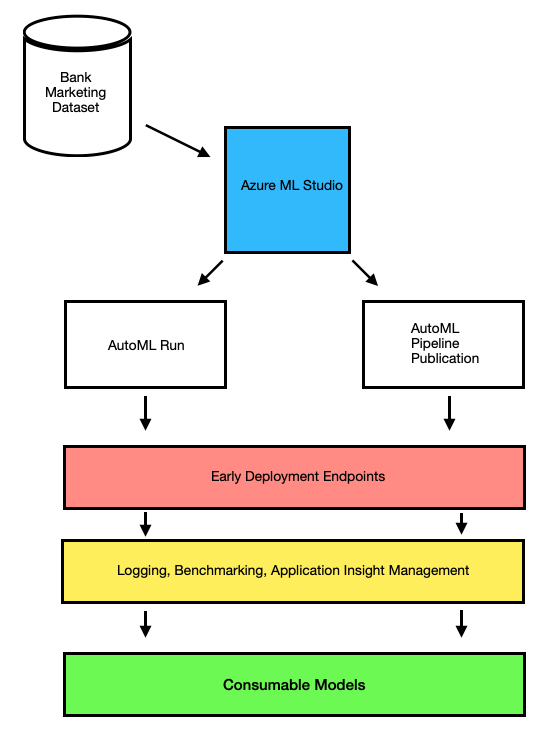 Bank
Marketing
Dataset
Azure ML Studio
AutoML Run
AutoML
Pipeline
Publication
Early Deployment Endpoints
Logging, Benchmarking, Application Insight Management
Consumable Models